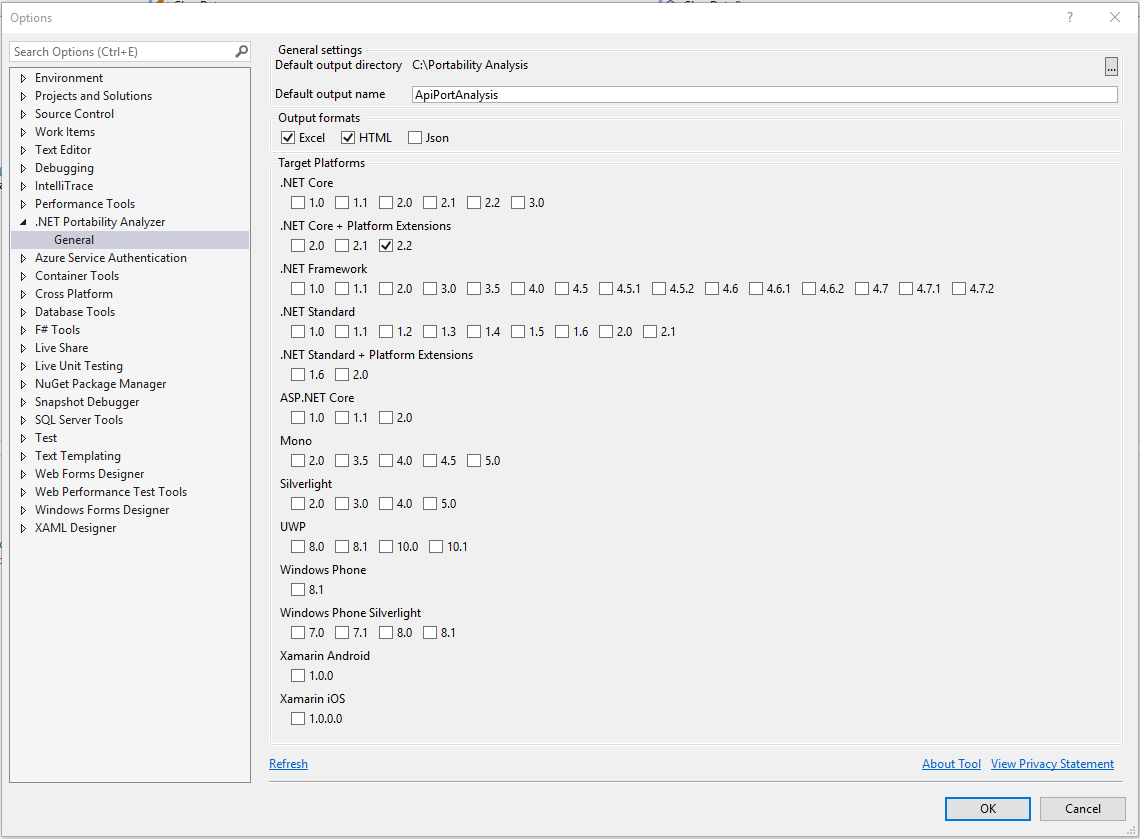 Options
?
Search Options (Ctrl+E)
Environment
Projects and Solutions
Source Control
Work Items
Text Editor
Debugging
IntelliTrace
Performance Tools
.NET Portability Analyzer
General
Azure Service Authentication
Container Tools
Cross Platform
Database Tools
F# Tools
Live Share
Live Unit Testing
NuGet Package Manager
Snapshot Debugger
SQL Server Tools
Test
Text Templating
Web Forms Designer
Web Performance Test Tools
Windows Forms Designer
XAML Designer
General settings
Default output directory C:\Portability Analysis ...
Default output name ApiPortAnalysis
Output formats
Excel HTML Json
Target Platforms
.NET Core
1.0 1.1 2.0 2.1 2.2 3.0
.NET Core + Platform Extensions
2.0 2.1 2.2
.NET Framework
1.0 1.1 2.0 3.0 3.5 4.0 4.5 4.5.1 4.5.2 4.6 4.6.1 4.6.2 4.7 4.7.1 4.7.2
.NET Standard
1.0 1.1 1.2 1.3 1.4 1.5 1.6 2.0 2.1
.NET Standard + Platform Extensions
1.6 2.0
ASP.NET Core
1.0 1.1 2.0
Mono
2.0 3.5 4.0 4.5 5.0
Silverlight
2.0 3.0 4.0 5.0
UWP
8.0 8.1 10.0 10.1
Windows Phone
8.1
Windows Phone Silverlight
7.0 7.1 8.0 8.1
Xamarin Android
1.0.0
Xamarin iOS
1.0.0.0
Refresh About Tool View Privacy Statement
OK Cancel